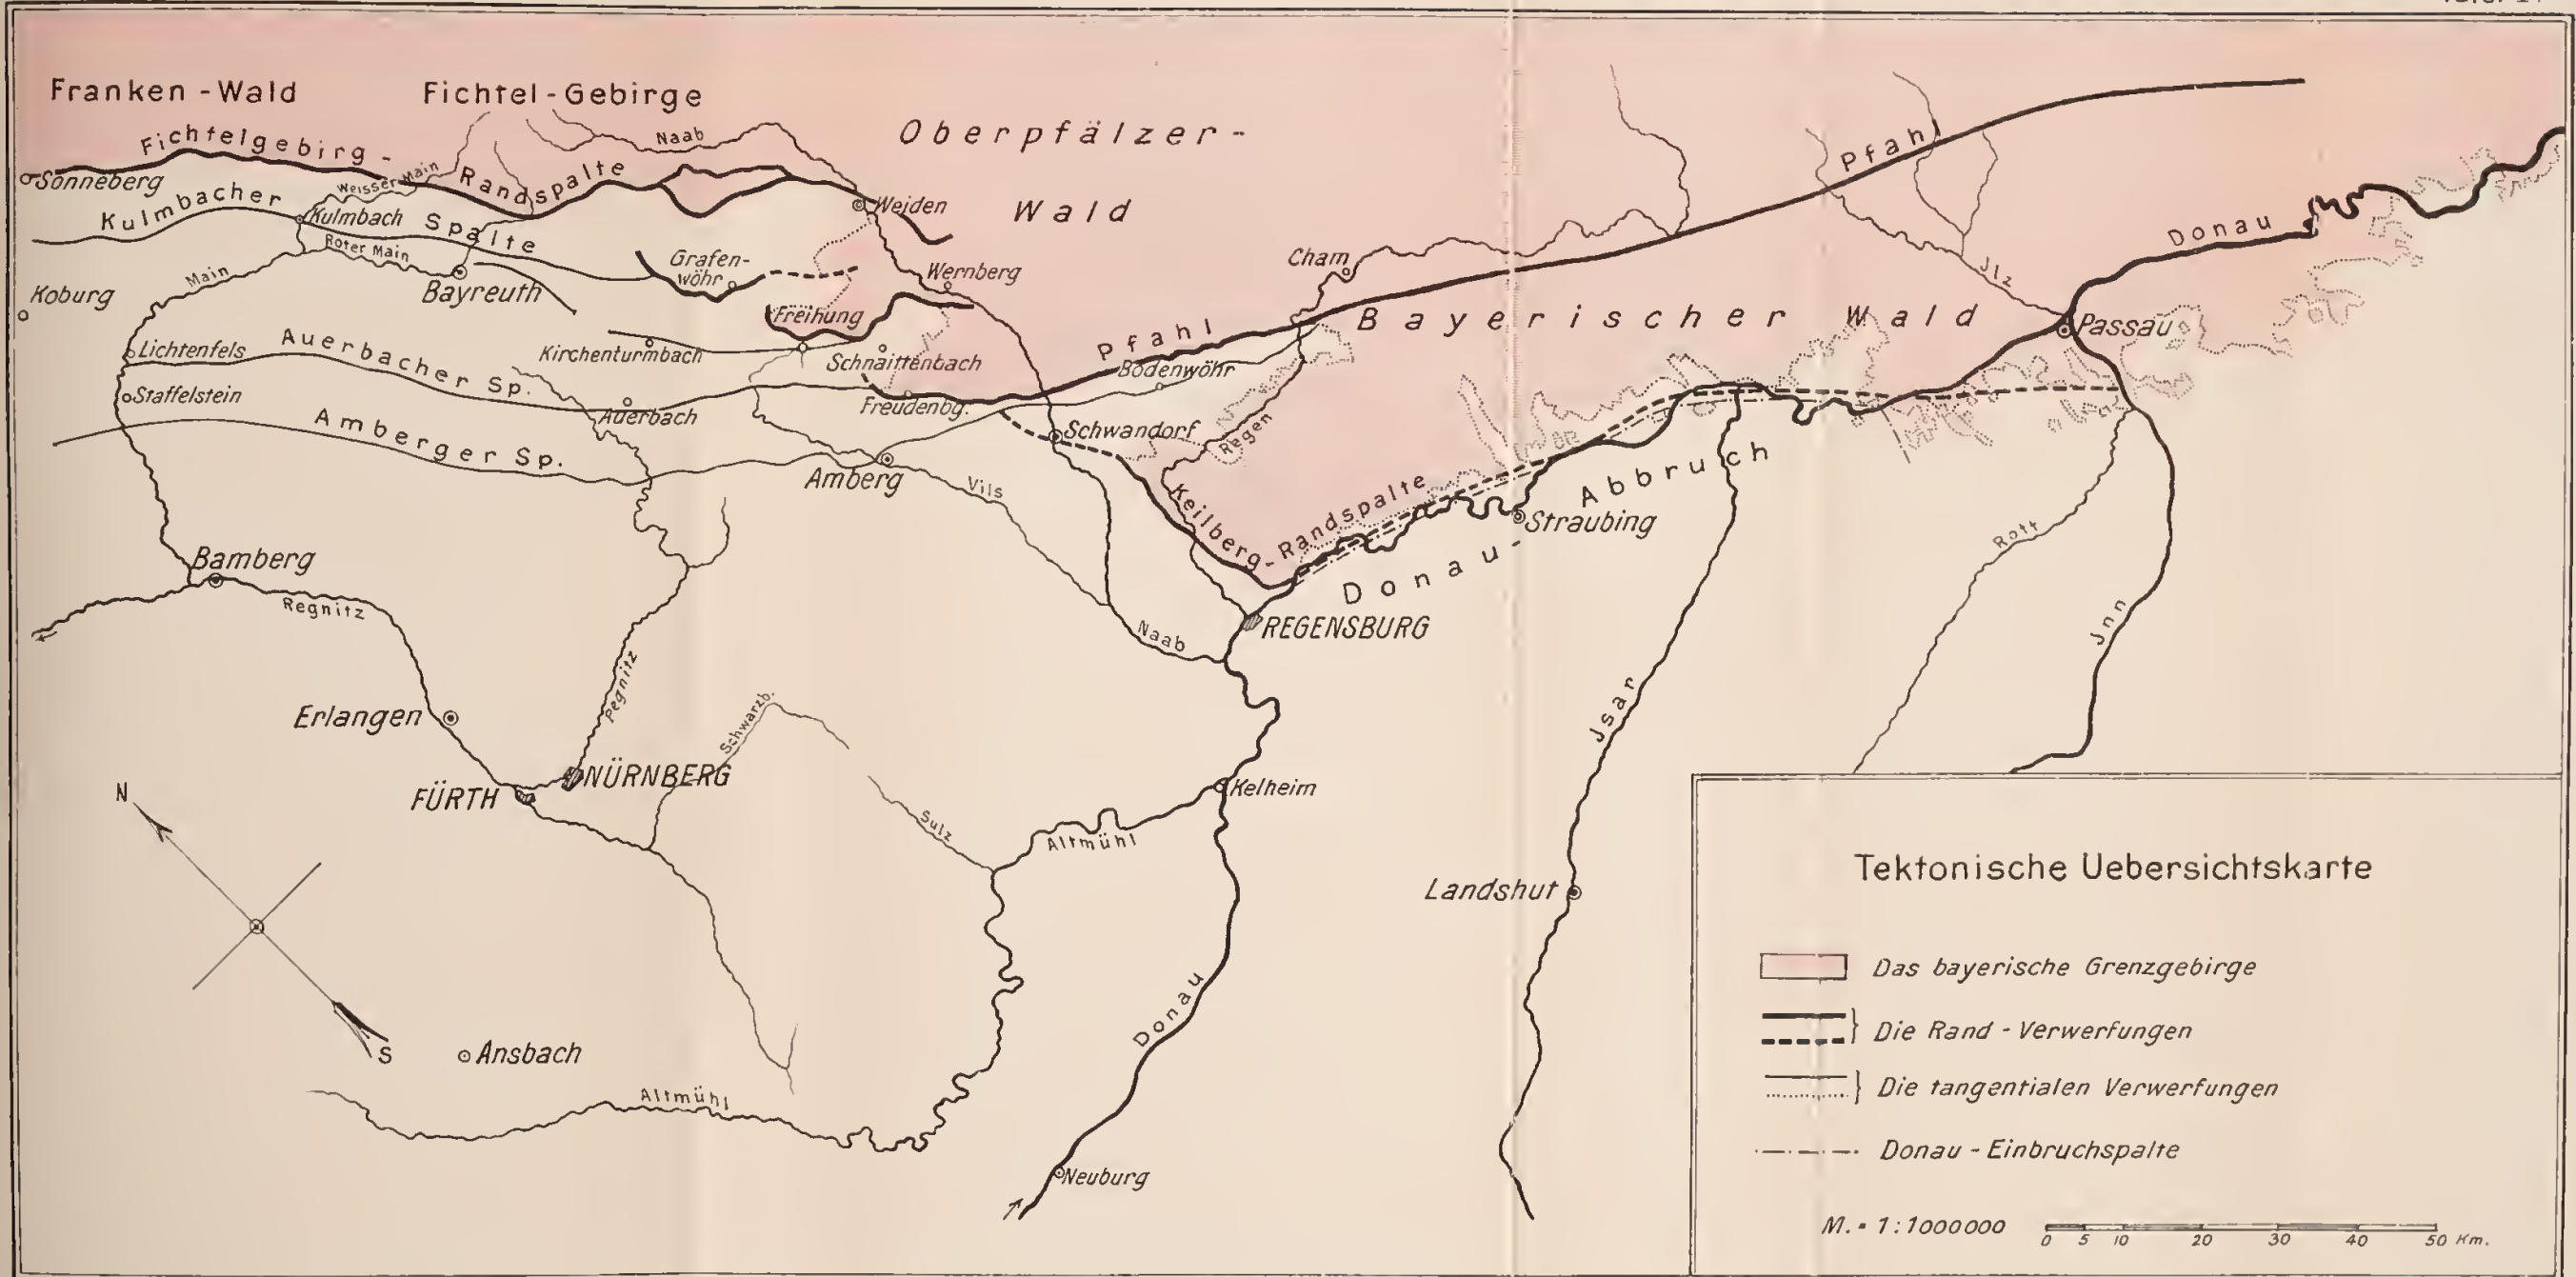 Franken - Wald
Fichtel - Gebirge
Oberpfälzer -
Wald
Naab
Fichtelgebirg - Randspalte
Weisser Main
Sonneberg
Kulmbacher Spalte
Kulmbach
Roter Main
Main
Bayreuth
Koburg
Grafen-
wöhr
Weiden
Wernberg
Freihung
Kirchenturmbach
Schnaittenbach
Lichtenfels
Auerbacher Sp.
Staffelstein
Auerbach
Freudenbg.
Amberger Sp.
Amberg
Vils
Pfahl
Pfahl
Cham
Bodenwöhr
Schwandorf
Regen
Bayerischer Wald
Jlz
Donau
Passau
Keilberg - Randspalte
Donau - Abbruch
Straubing
REGENSBURG
Naab
Bamberg
Regnitz
Pegnitz
Erlangen
NÜRNBERG
FÜRTH
Schwarzb.
Sulz
Altmühl
Kelheim
Jsar
Rott
Jnn
Landshut
N
S
Ansbach
Altmühl
Donau
Neuburg
Tektonische Uebersichtskarte
Das bayerische Grenzgebirge
Die Rand - Verwerfungen
Die tangentialen Verwerfungen
Donau - Einbruchspalte
M. = 1:1000000
0 5 10 20 30 40 50 Km.